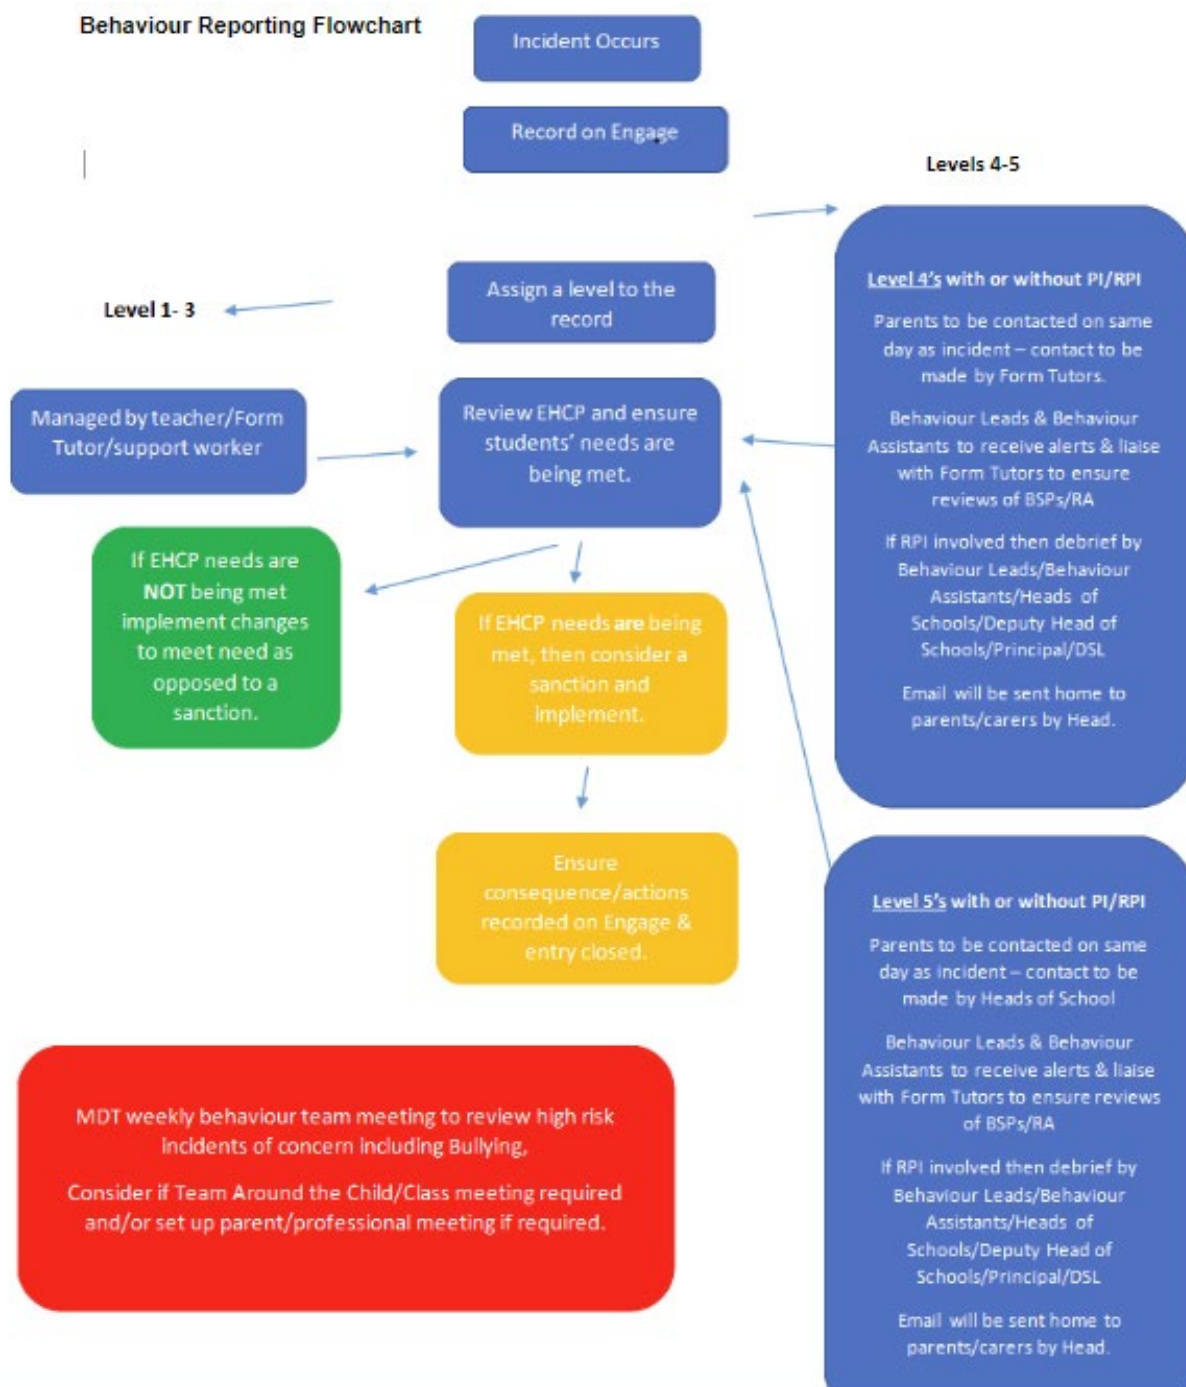 Behaviour Reporting Flowchart
Incident Occurs
Record on Engage
Levels 4-5
Assign a level to the
record
Level 1- 3
Managed by teacher/Form
Tutor/support worker
Review EHCP and ensure
students’ needs are
being met.
If EHCP needs are
NOT being met
implement changes
to meet need as
opposed to a
sanction.
If EHCP needs are being
met, then consider a
sanction and
implement.
Ensure
consequence/actions
recorded on Engage &
entry closed.
Level 4’s with or without PI/RPI
Parents to be contacted on same
day as incident – contact to be
made by Form Tutors.
Behaviour Leads & Behaviour
Assistants to receive alerts & liaise
with Form Tutors to ensure
reviews of BSPs/RA
If RPI involved then debrief by
Behaviour Leads/Behaviour
Assistants/Heads of
Schools/Deputy Head of
Schools/Principal/DSL
Email will be sent home to
parents/carers by Head.
Level 5’s with or without PI/RPI
Parents to be contacted on same
day as incident – contact to be
made by Heads of School
Behaviour Leads & Behaviour
Assistants to receive alerts & liaise
with Form Tutors to ensure reviews
of BSPs/RA
If RPI involved then debrief by
Behaviour Leads/Behaviour
Assistants/Heads of
Schools/Deputy Head of
Schools/Principal/DSL
Email will be sent home to
parents/carers by Head.
MDT weekly behaviour team meeting to review high risk
incidents of concern including Bullying,
Consider if Team Around the Child/Class meeting required
and/or set up parent/professional meeting if required.